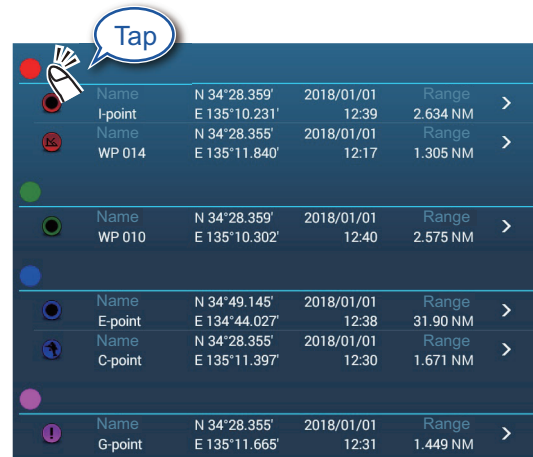 Tap
Name N 34°28.359' 2018/01/01 Range
I-point E 135°10.231' 12:39 2.634 NM >
Name N 34°28.355' 2018/01/01 Range
WP 014 E 135°11.840' 12:17 1.305 NM >
Name N 34°28.359' 2018/01/01 Range
WP 010 E 135°10.302' 12:40 2.575 NM >
Name N 34°49.145' 2018/01/01 Range
E-point E 134°44.027' 12:38 31.90 NM >
Name N 34°28.355' 2018/01/01 Range
C-point E 135°11.397' 12:30 1.671 NM >
Name N 34°28.355' 2018/01/01 Range
G-point E 135°11.665' 12:31 1.449 NM >